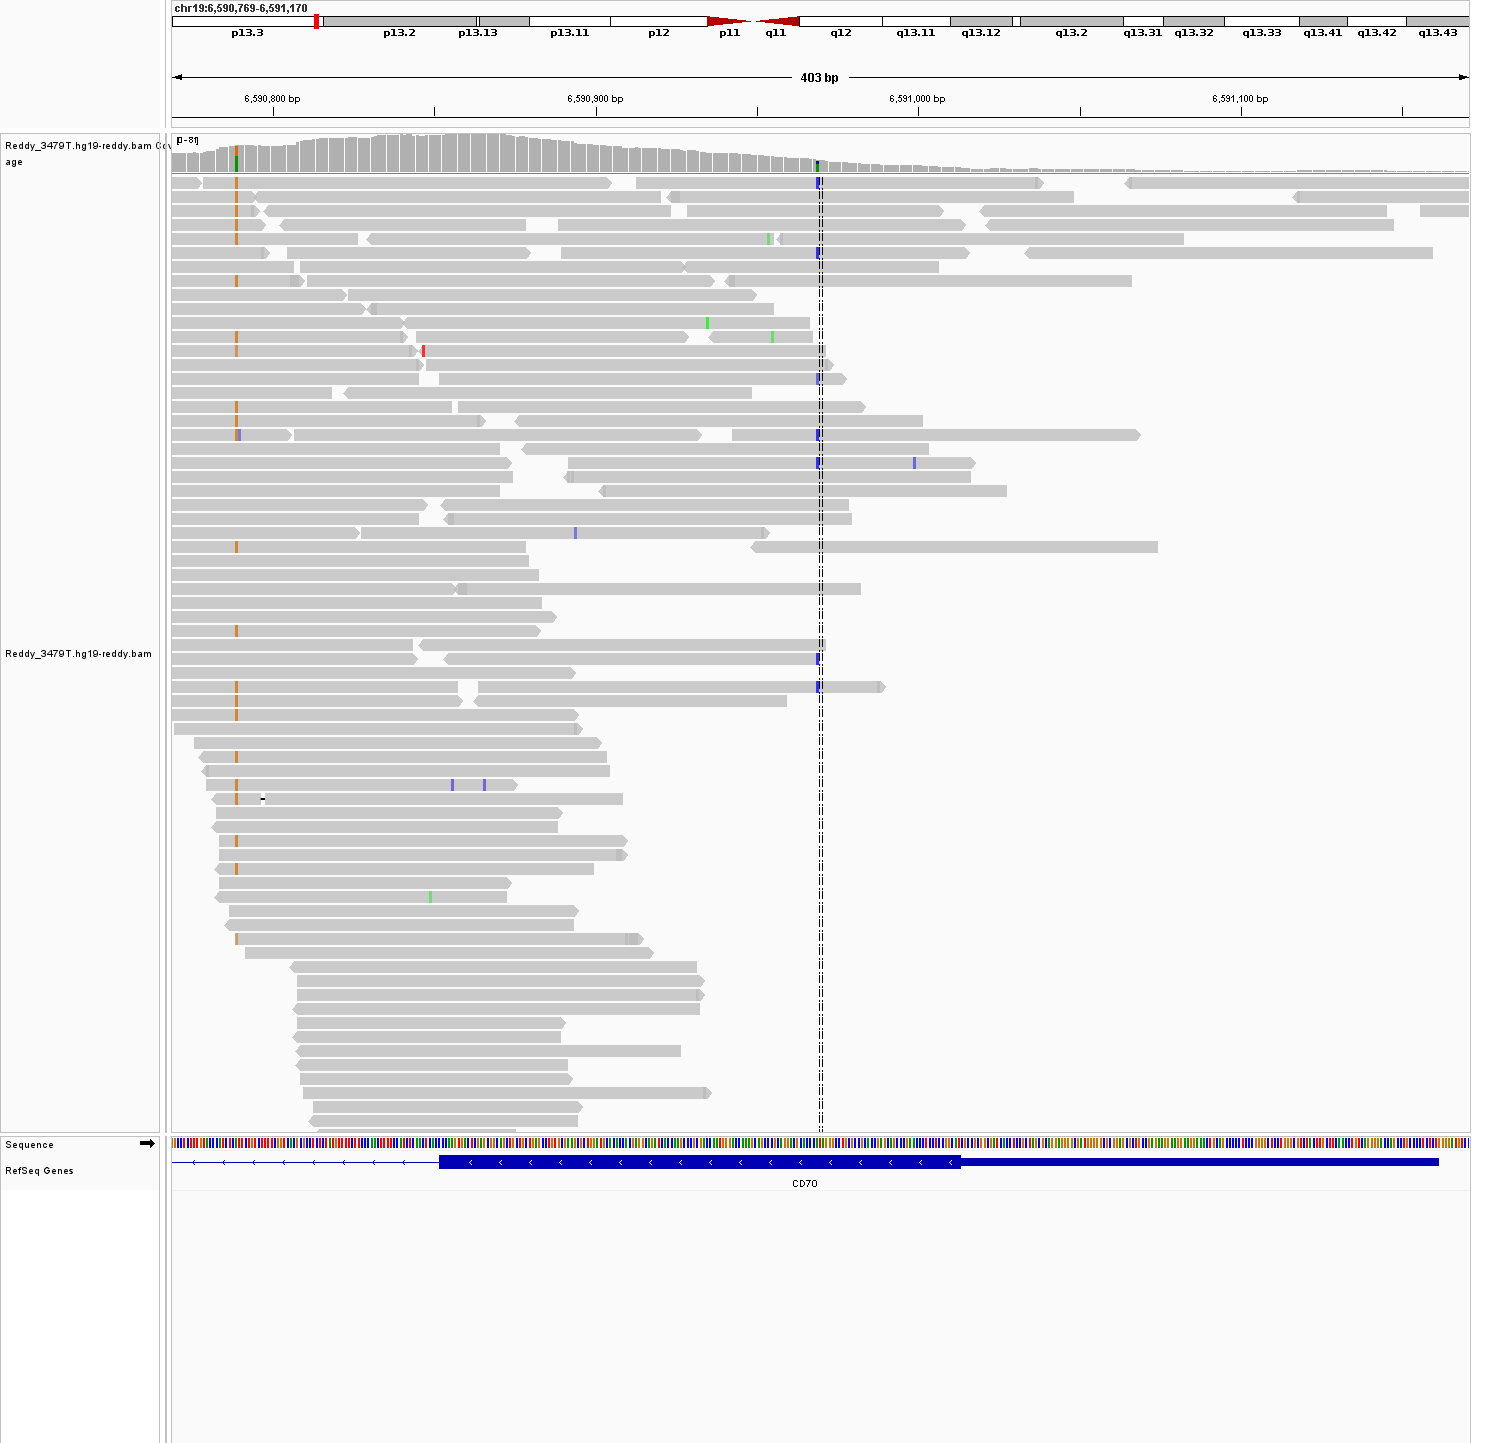 chr19:6,590,769-6,591,170
p13.3 p13.2 p13.13 p13.11 p12 p11 q11 q12 q13.11 q13.12 q13.2 q13.31 q13.32 q13.33 q13.41 q13.42 q13.43
403 bp
6,590,800 bp 6,590,900 bp 6,591,000 bp 6,591,100 bp
[0-81]
Reddy_3479T.hg19-reddy.bam Cov
age
Reddy_3479T.hg19-reddy.bam
Sequence
RefSeq Genes
CD70